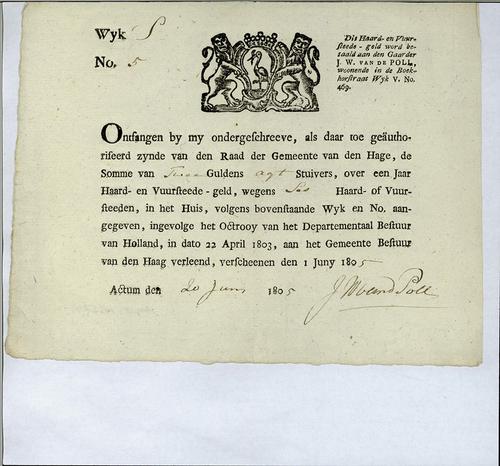 Wyk S
No. 5
Dit Haard- en Vuur-
steede-geld word be-
taald aan den Gaarder
J. W. VAN DE POLL,
woonende in de Boek-
horstraat Wyk V. No.
469.
Ontfangen by my ondergeschreeve, als daar toe geäutho-
riseerd zynde van den Raad der Gemeente van den Hage, de
Somme van Twee Guldens agt Stuivers, over een Jaar
Haard- en Vuursteede-geld, wegens Ses Haard- of Vuur-
steeden, in het Huis, volgens bovenstaande Wyk en No. aan-
gegeven, ingevolge het Octrooy van het Departementaal Bestuur
van Holland, in dato 22 April 1803, aan het Gemeente Bestuur
van den Haag verleend, verscheenen den 1 Juny 1805
Actum den 20 Juny 1805 JWvandPoll